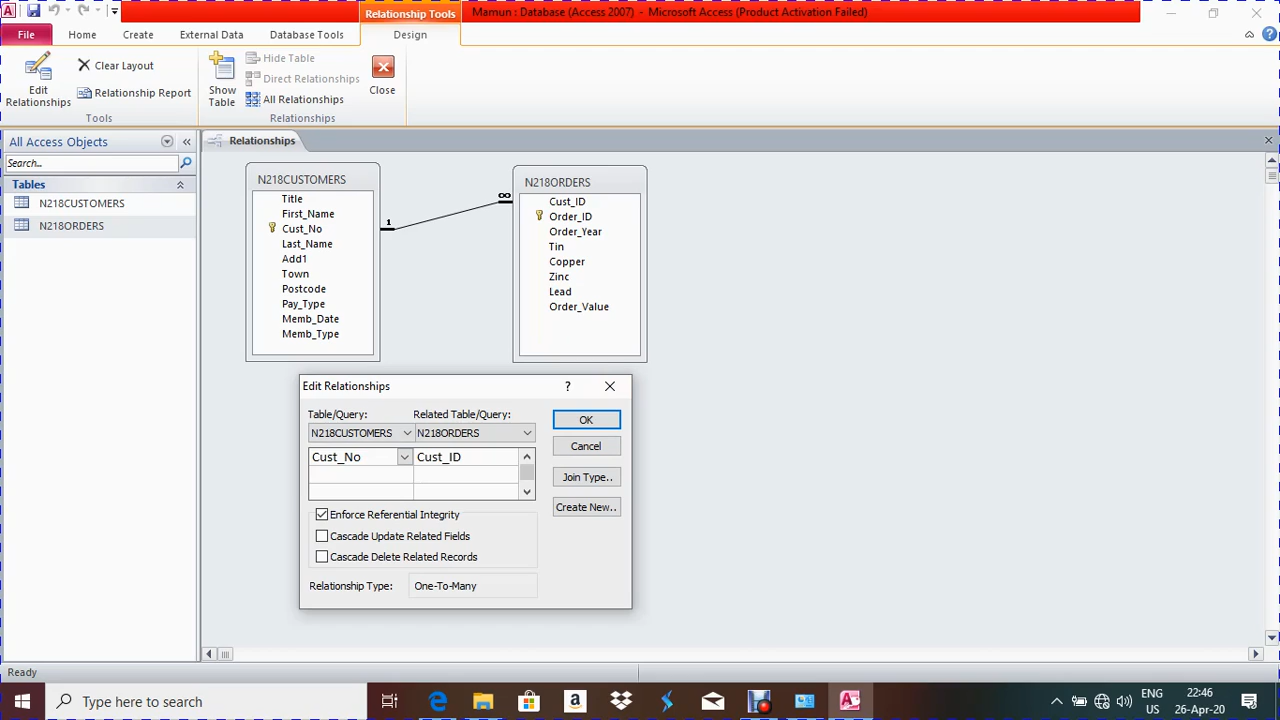 Relationship Tools
Mamun : Database (Access 2007) - Microsoft Access (Product Activation Failed)
File Home Create External Data Database Tools Design
Edit Relationships
Clear Layout
Relationship Report
Tools
Show Table
Hide Table
Direct Relationships
All Relationships
Relationships
Close
All Access Objects
Search...
Tables
N218CUSTOMERS
N218ORDERS
Relationships
N218CUSTOMERS
Title
First_Name
Cust_No
Last_Name
Add1
Town
Postcode
Pay_Type
Memb_Date
Memb_Type
1
∞
N218ORDERS
Cust_ID
Order_ID
Order_Year
Tin
Copper
Zinc
Lead
Order_Value
Edit Relationships
? ×
Table/Query: Related Table/Query:
N218CUSTOMERS N218ORDERS
Cust_No Cust_ID
Enforce Referential Integrity
Cascade Update Related Fields
Cascade Delete Related Records
Relationship Type: One-To-Many
OK
Cancel
Join Type..
Create New..
Ready
Type here to search
ENG
US
22:46
26-Apr-20